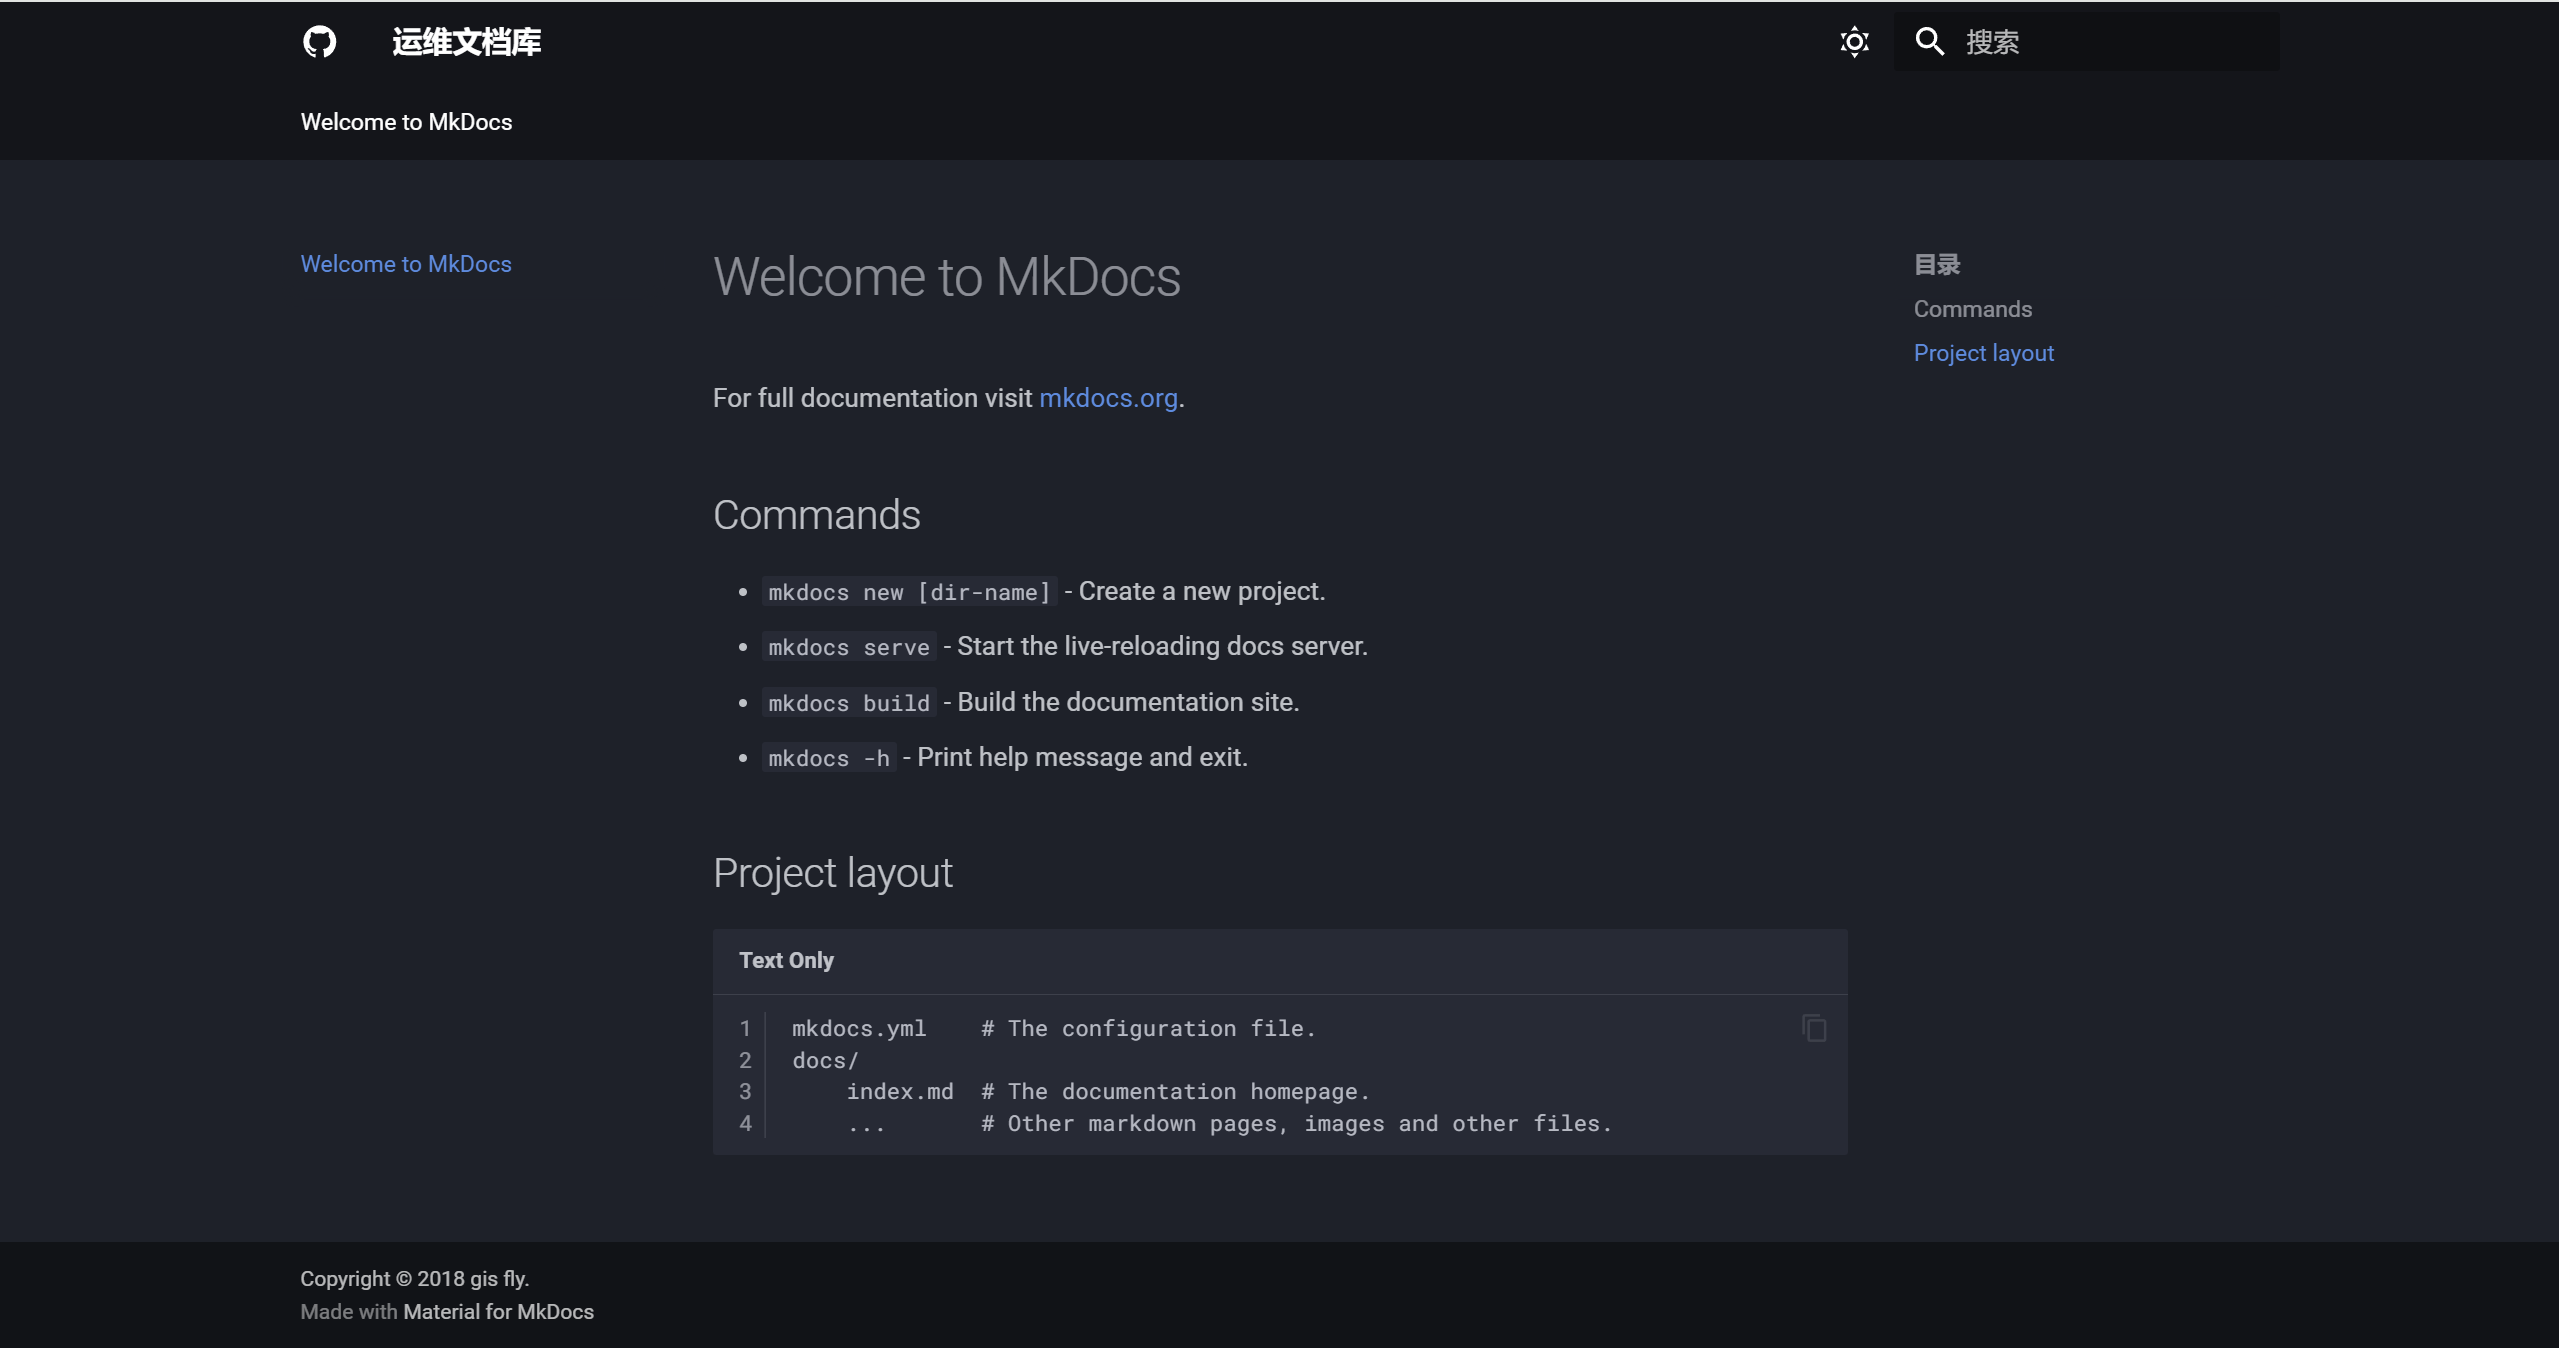 运维文档库
搜索
Welcome to MkDocs
Welcome to MkDocs
Welcome to MkDocs
For full documentation visit mkdocs.org.
Commands
mkdocs new [dir-name] - Create a new project.
mkdocs serve - Start the live-reloading docs server.
mkdocs build - Build the documentation site.
mkdocs -h - Print help message and exit.
Project layout
Text Only
1 mkdocs.yml    # The configuration file.
2 docs/
3     index.md  # The documentation homepage.
4     ...       # Other markdown pages, images and other files.
目录
Commands
Project layout
Copyright © 2018 gis fly.
Made with Material for MkDocs